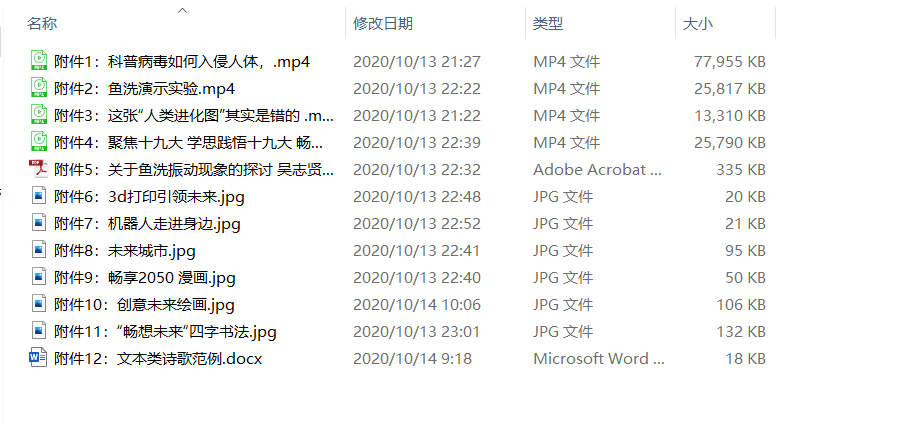 名称 修改日期 类型 大小
附件1：科普病毒如何入侵人体，.mp4 2020/10/13 21:27 MP4 文件 77,955 KB
附件2：鱼洗演示实验.mp4 2020/10/13 22:22 MP4 文件 25,817 KB
附件3：这张“人类进化图”其实是错的 .m... 2020/10/13 21:22 MP4 文件 13,310 KB
附件4：聚焦十九大 学思践悟十九大 畅... 2020/10/13 22:39 MP4 文件 25,790 KB
附件5：关于鱼洗振动现象的探讨 吴志贤... 2020/10/13 22:32 Adobe Acrobat ... 335 KB
附件6：3d打印引领未来.jpg 2020/10/13 22:48 JPG 文件 20 KB
附件7：机器人走进身边.jpg 2020/10/13 22:52 JPG 文件 21 KB
附件8：未来城市.jpg 2020/10/13 22:41 JPG 文件 95 KB
附件9：畅享2050 漫画.jpg 2020/10/13 22:40 JPG 文件 50 KB
附件10：创意未来绘画.jpg 2020/10/14 10:06 JPG 文件 106 KB
附件11：“畅想未来”四字书法.jpg 2020/10/13 23:01 JPG 文件 132 KB
附件12：文本类诗歌范例.docx 2020/10/14 9:18 Microsoft Word ... 18 KB